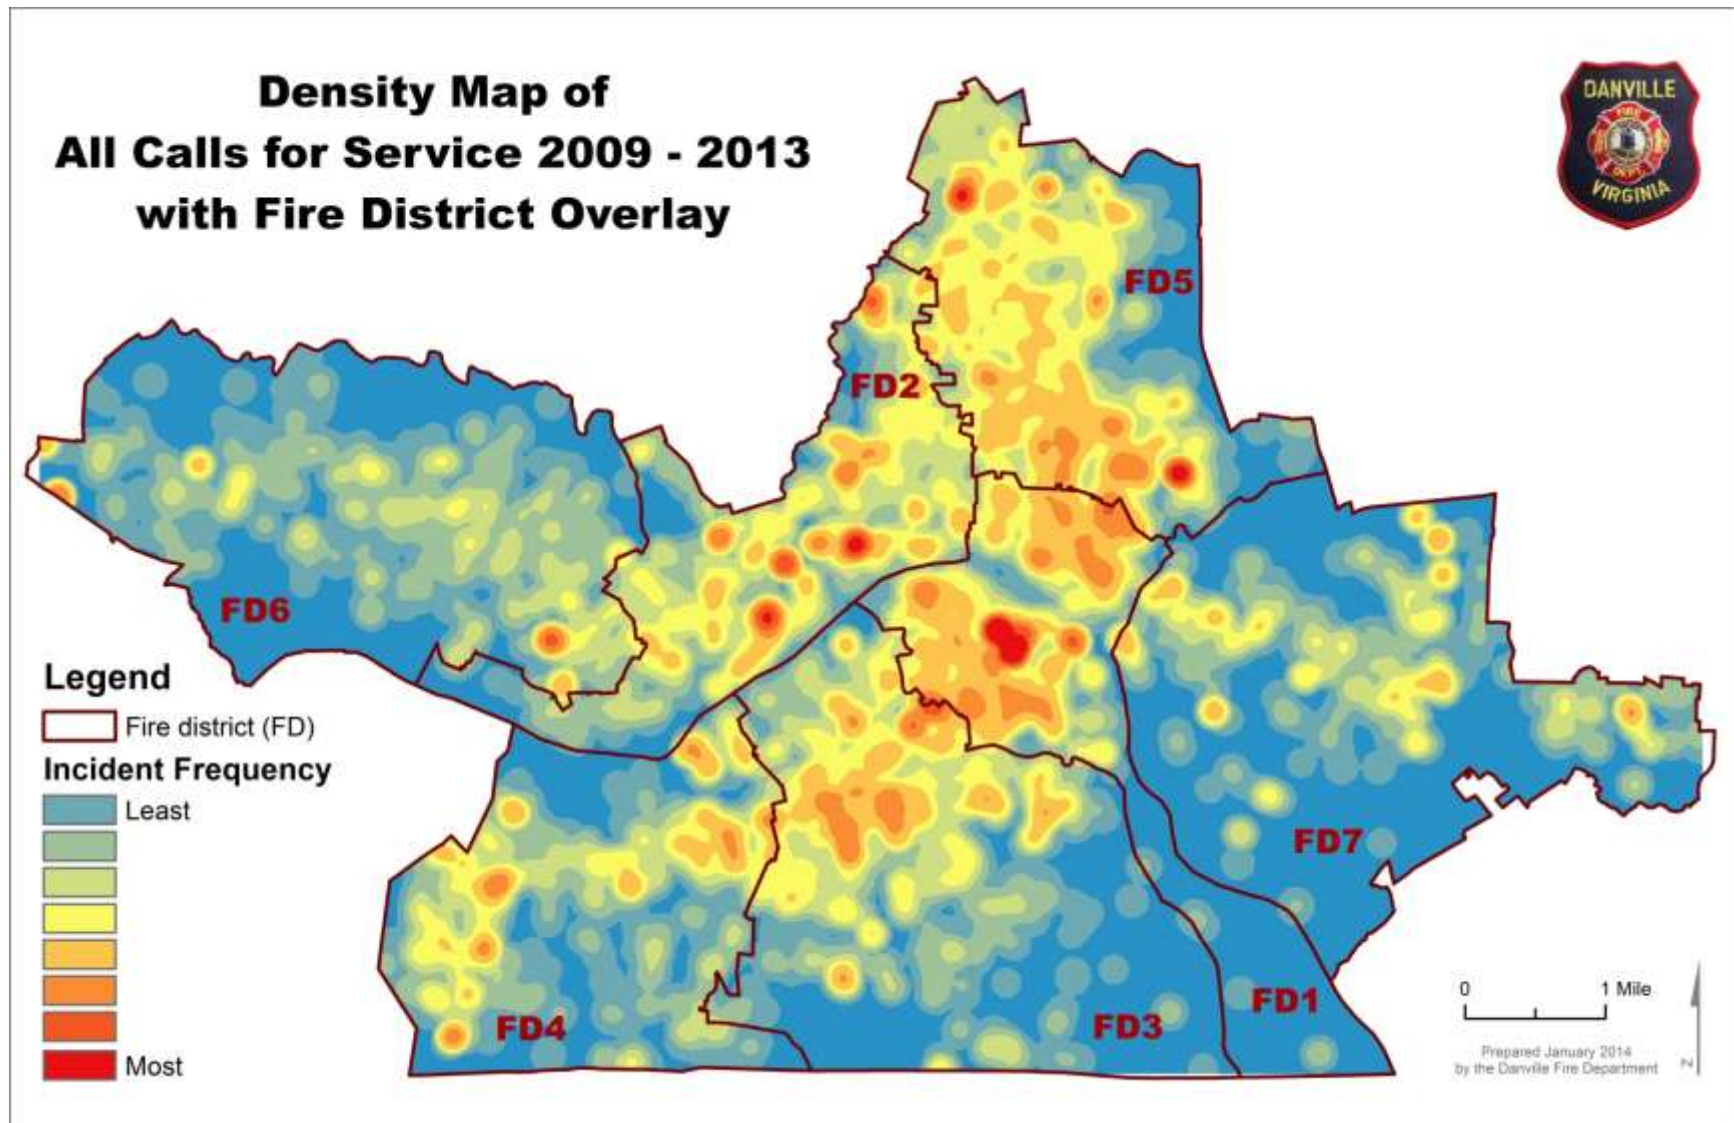 Density Map of
All Calls for Service 2009 - 2013
with Fire District Overlay
DANVILLE
FIRE
DEPT.
VIRGINIA
FD5
FD2
FD6
FD7
FD4
FD3
FD1
Legend
Fire district (FD)
Incident Frequency
Least
Most
0 1 Mile
Prepared January 2014
by the Danville Fire Department
N